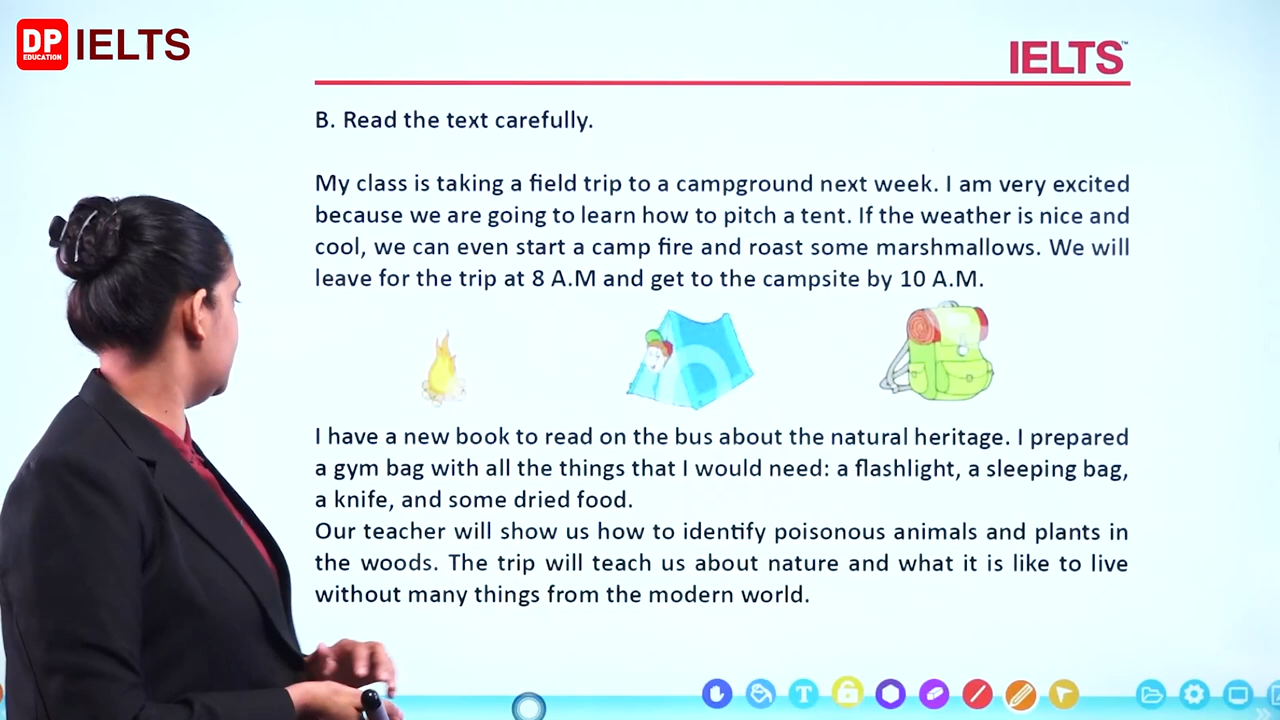 DP
EDUCATION
IELTS
IELTS™
B. Read the text carefully.
My class is taking a field trip to a campground next week. I am very excited
because we are going to learn how to pitch a tent. If the weather is nice and
cool, we can even start a camp fire and roast some marshmallows. We will
leave for the trip at 8 A.M and get to the campsite by 10 A.M.
I have a new book to read on the bus about the natural heritage. I prepared
a gym bag with all the things that I would need: a flashlight, a sleeping bag,
a knife, and some dried food.
Our teacher will show us how to identify poisonous animals and plants in
the woods. The trip will teach us about nature and what it is like to live
without many things from the modern world.
T